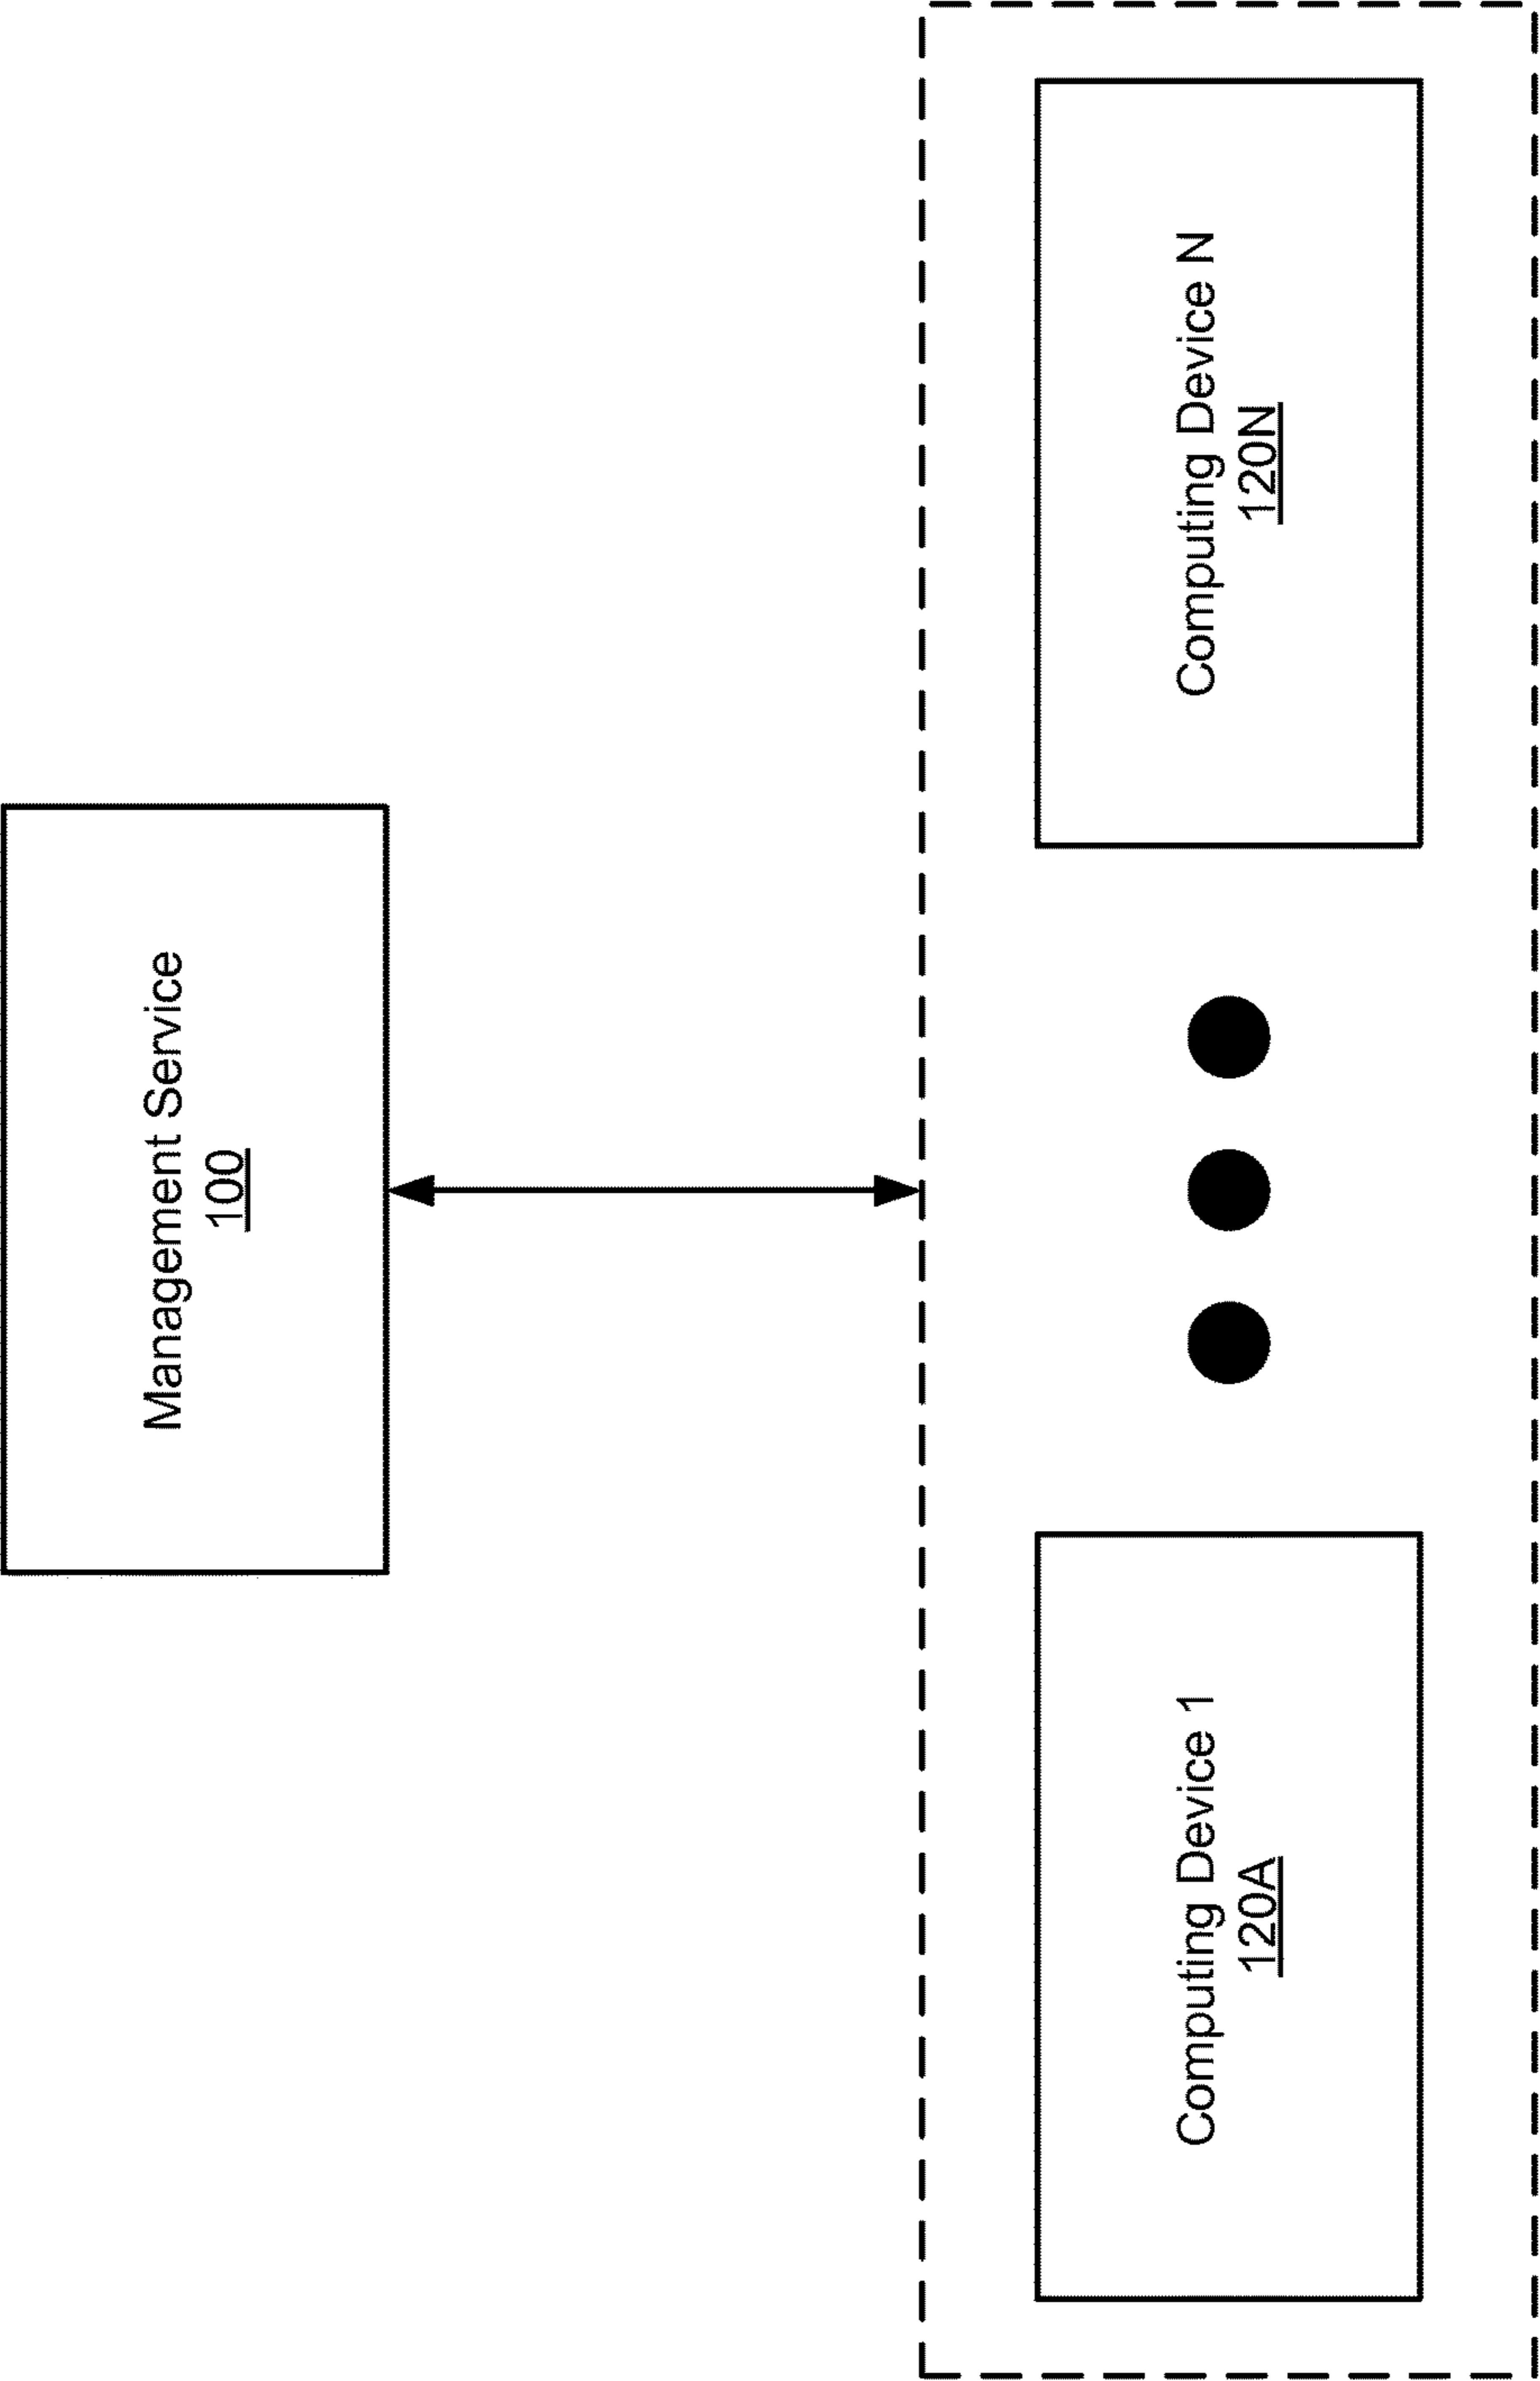 Management Service
100
Computing Device 1
120A
Computing Device N
120N